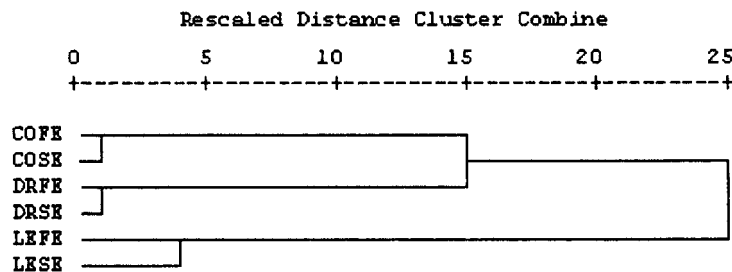 Rescaled Distance Cluster Combine
0 5 10 15 20 25
+---------+---------+---------+---------+---------+
COFE
COSE
DRFE
DRSE
LEFE
LESE